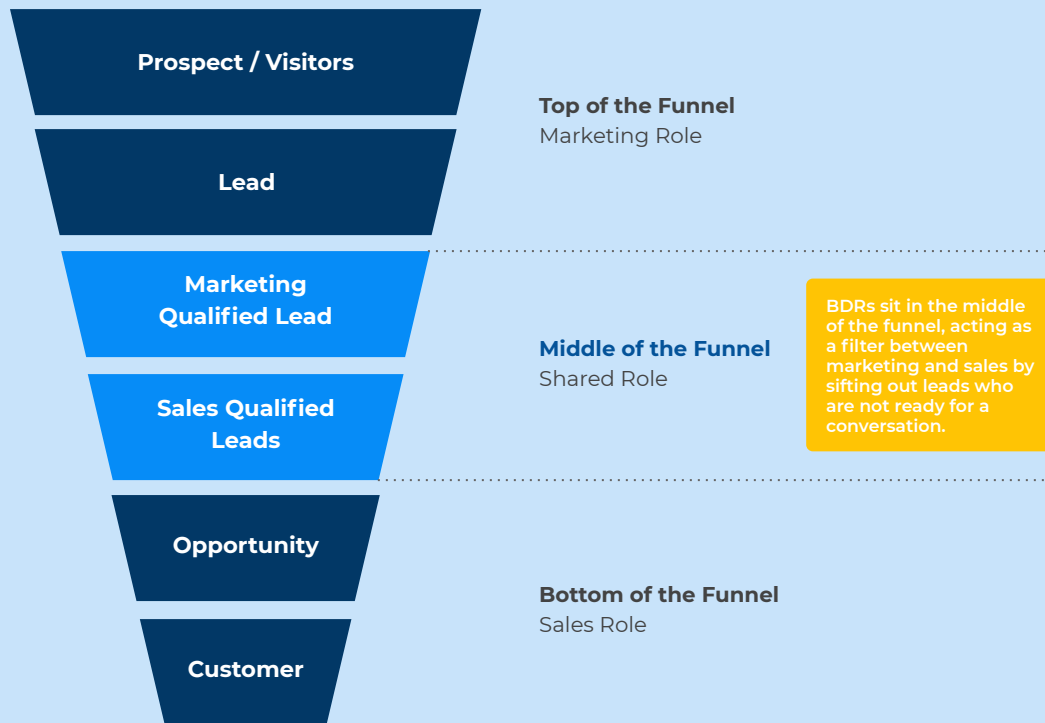 Prospect / Visitors
Top of the Funnel
Marketing Role
Lead
Marketing
Qualified Lead
Middle of the Funnel
Shared Role
BDRs sit in the middle
of the funnel, acting as
a filter between
marketing and sales by
sifting out leads who
are not ready for a
conversation.
Sales Qualified
Leads
Opportunity
Bottom of the Funnel
Sales Role
Customer